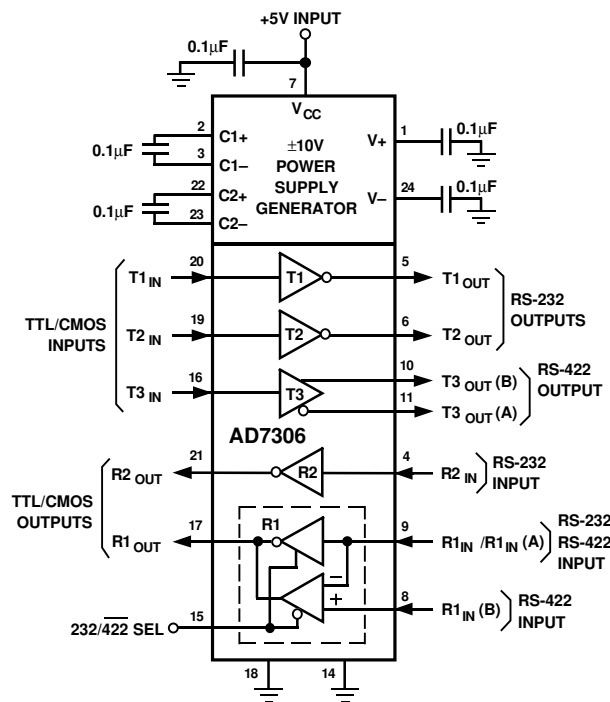 +5V INPUT
0.1μF
7
VCC
2
C1+
0.1μF
3
C1–
22
C2+
0.1μF
23
C2–
±10V
POWER
SUPPLY
GENERATOR
V+
1
0.1μF
V–
24
0.1μF
TTL/CMOS
INPUTS
T1IN
20
T1
5
T1OUT
T2IN
19
T2
6
T2OUT
RS-232
OUTPUTS
T3IN
16
T3
10
T3OUT (B)
11
T3OUT (A)
RS-422
OUTPUT
AD7306
TTL/CMOS
OUTPUTS
R2OUT
21
R2
4
R2IN
RS-232
INPUT
R1OUT
17
R1
9
R1IN /R1IN (A)
RS-232
RS-422
INPUT
–
+
8
R1IN (B)
RS-422
INPUT
232/422 SEL
15
18
14